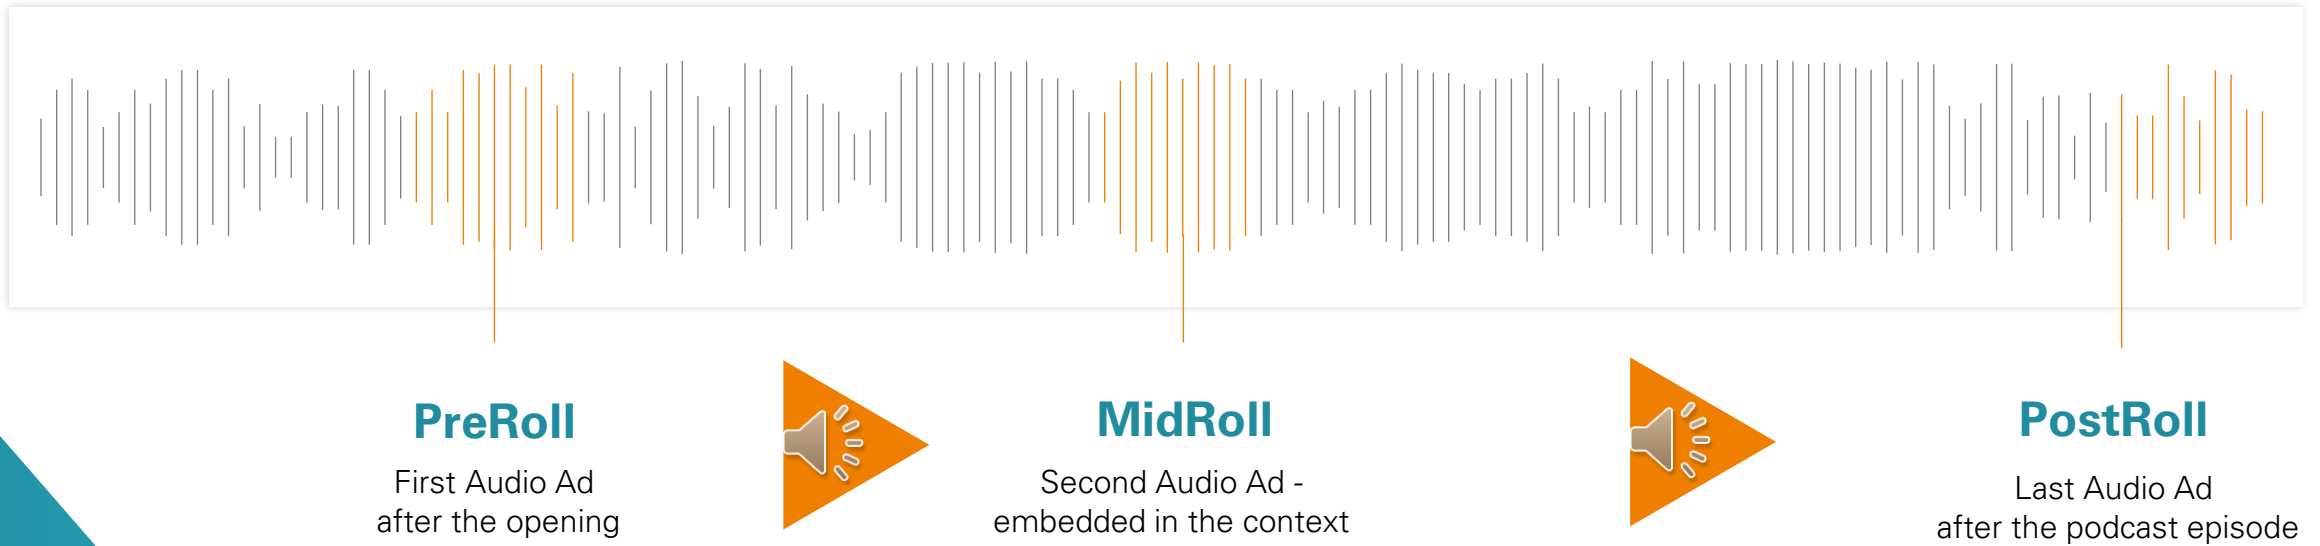 PreRoll
First Audio Ad
after the opening
MidRoll
Second Audio Ad -
embedded in the context
PostRoll
Last Audio Ad
after the podcast episode